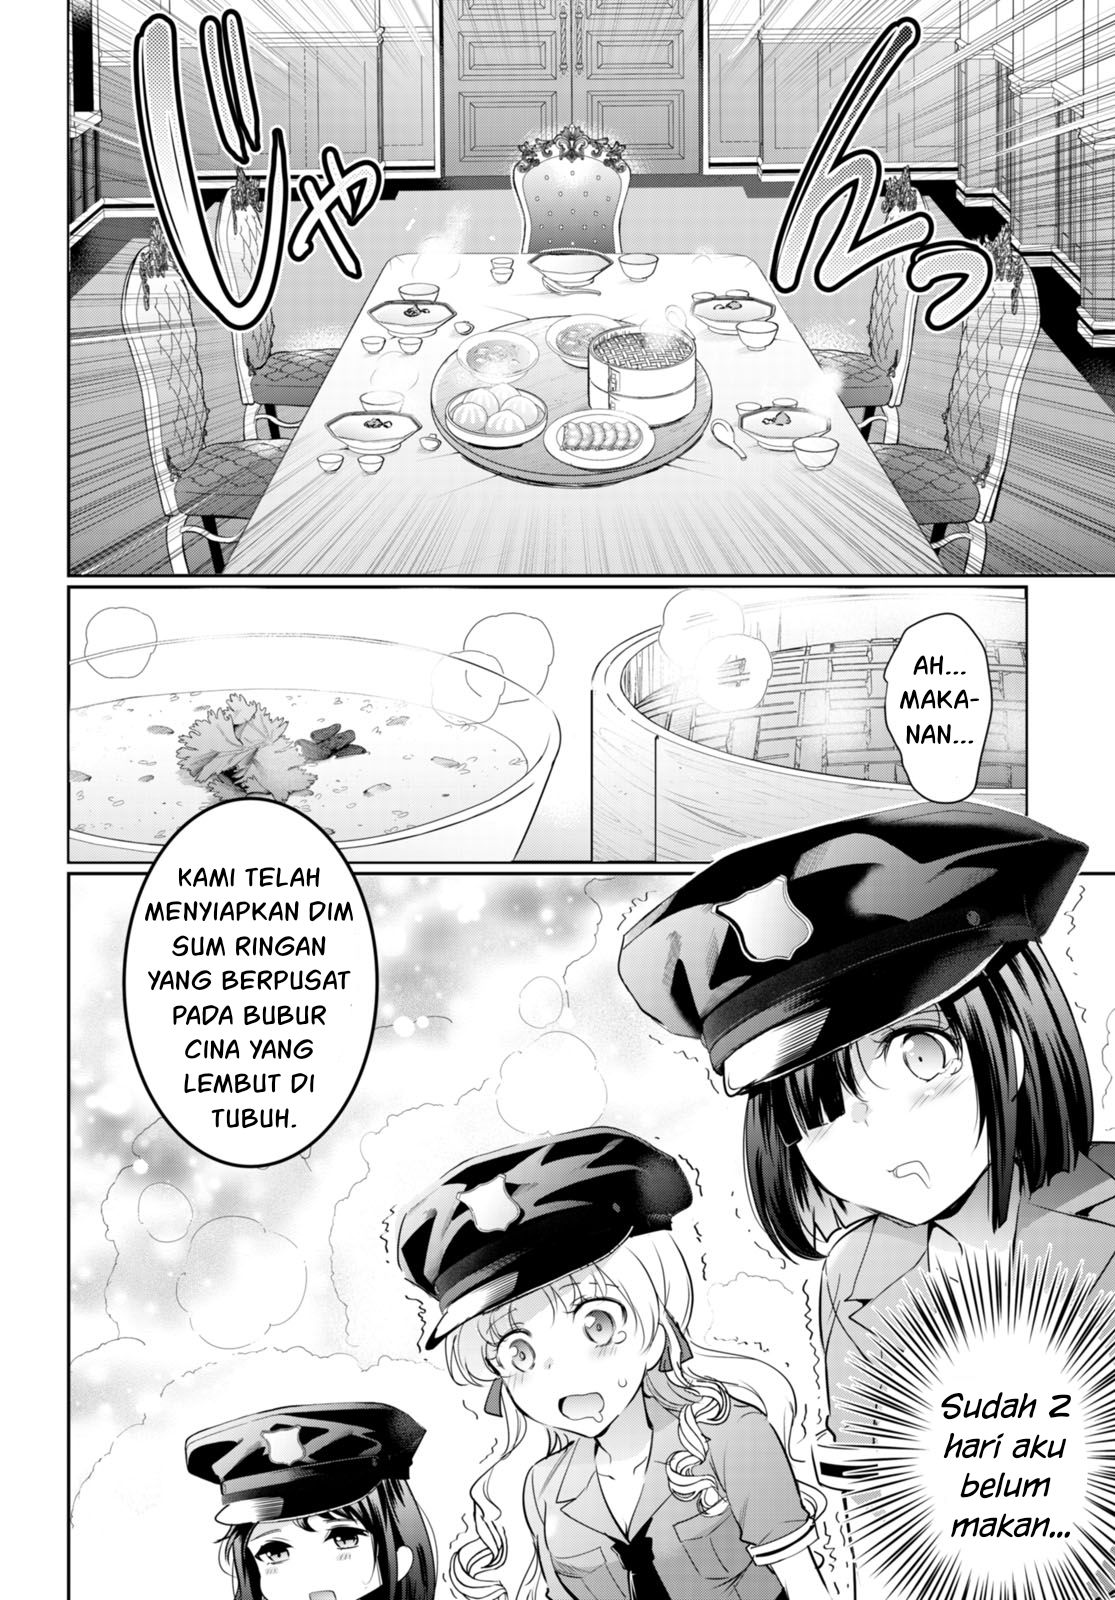 じゃんっ
AH...
MAKA-
NAN...
KAMI TELAH
MENYIAPKAN DIM
SUM RINGAN
YANG BERPUSAT
PADA BUBUR
CINA YANG
LEMBUT DI
TUBUH.
Sudah 2
hari aku
belum
makan...